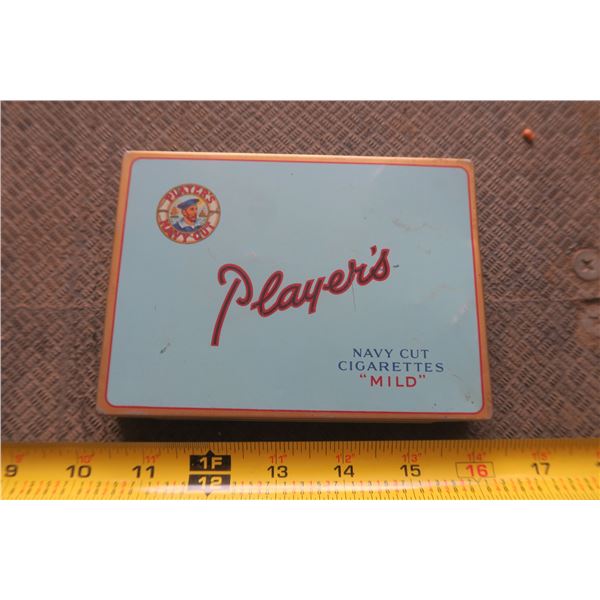 PLAYER'S
NAVY CUT
Player's
NAVY CUT
CIGARETTES
"MILD"
9 10 11 1F 12 13 14 15 16 17